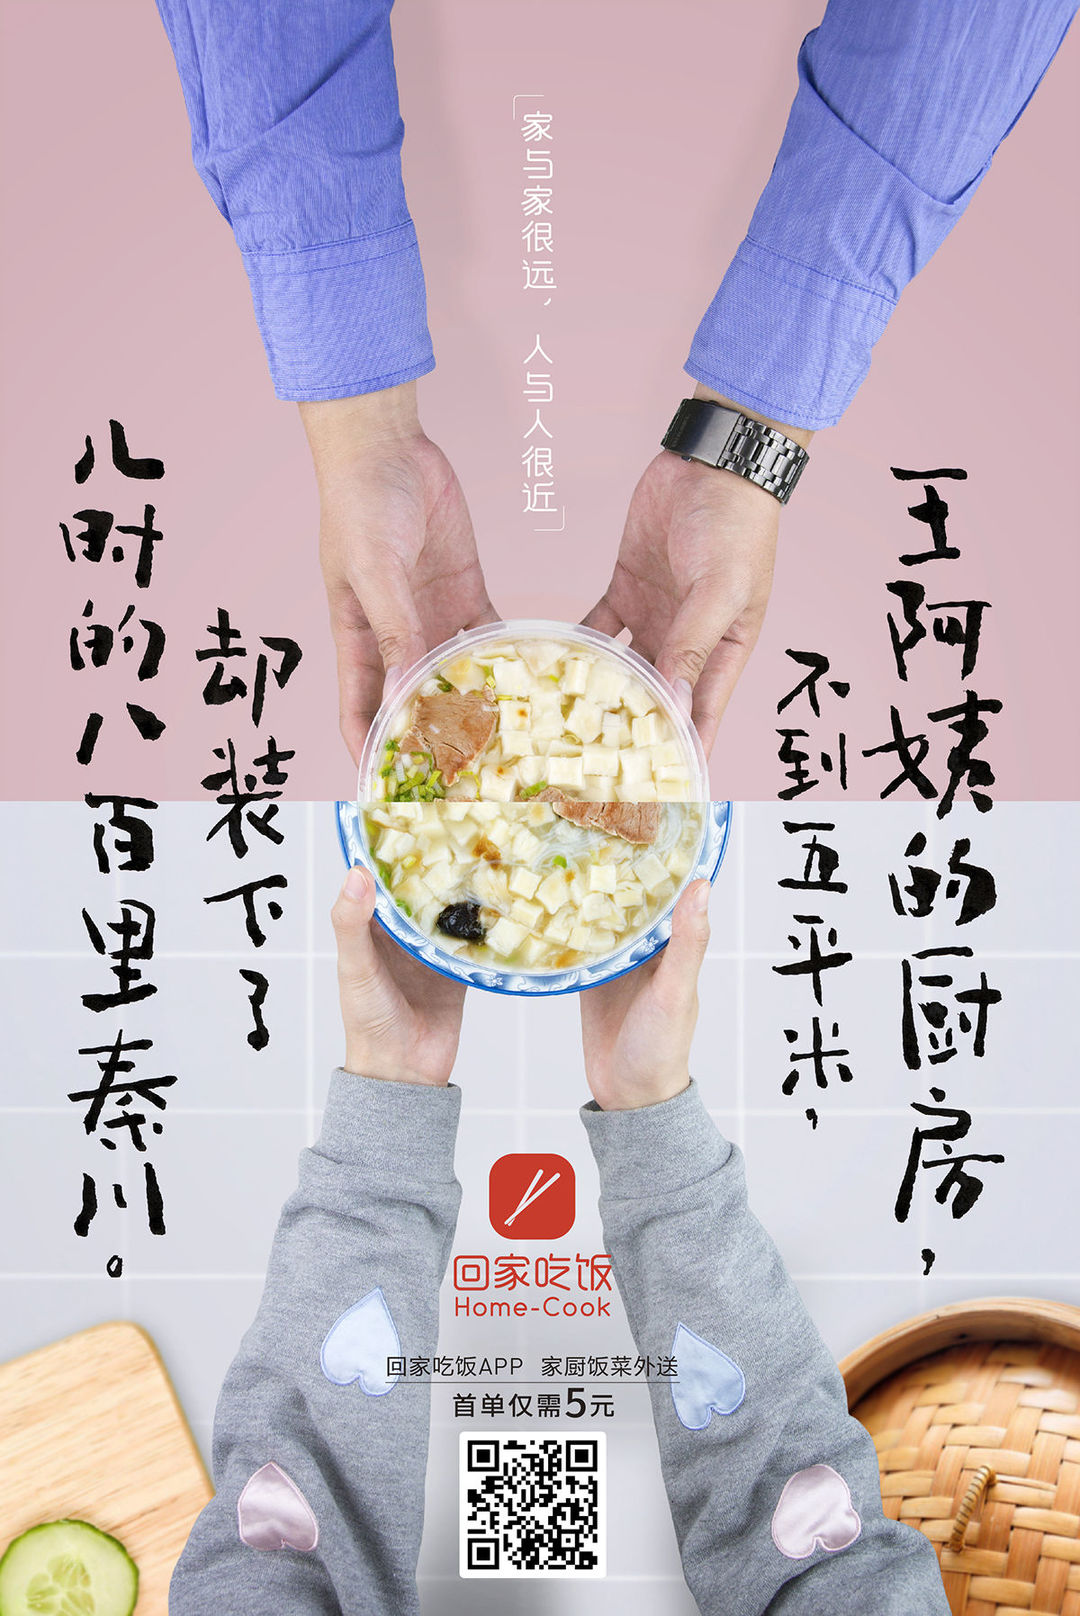 「家与家很远，人与人很近」
王阿姨的厨房，
不到五平米，
却装下了
儿时的八百里秦川。
回家吃饭
Home-Cook
回家吃饭APP 家厨饭菜外送
首单仅需5元